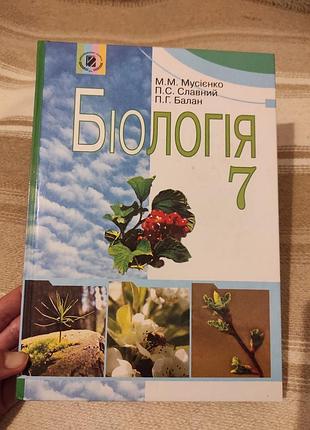 М.М. Мусієнко
П.С. Славний
П.Г. Балан
БІОЛОГІЯ
7